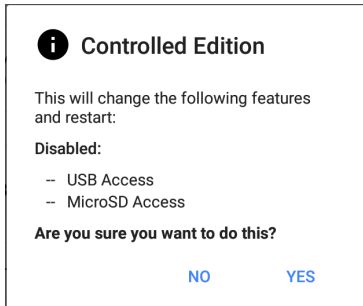 Controlled Edition
This will change the following features
and restart:
Disabled:
-- USB Access
-- MicroSD Access
Are you sure you want to do this?
NO YES